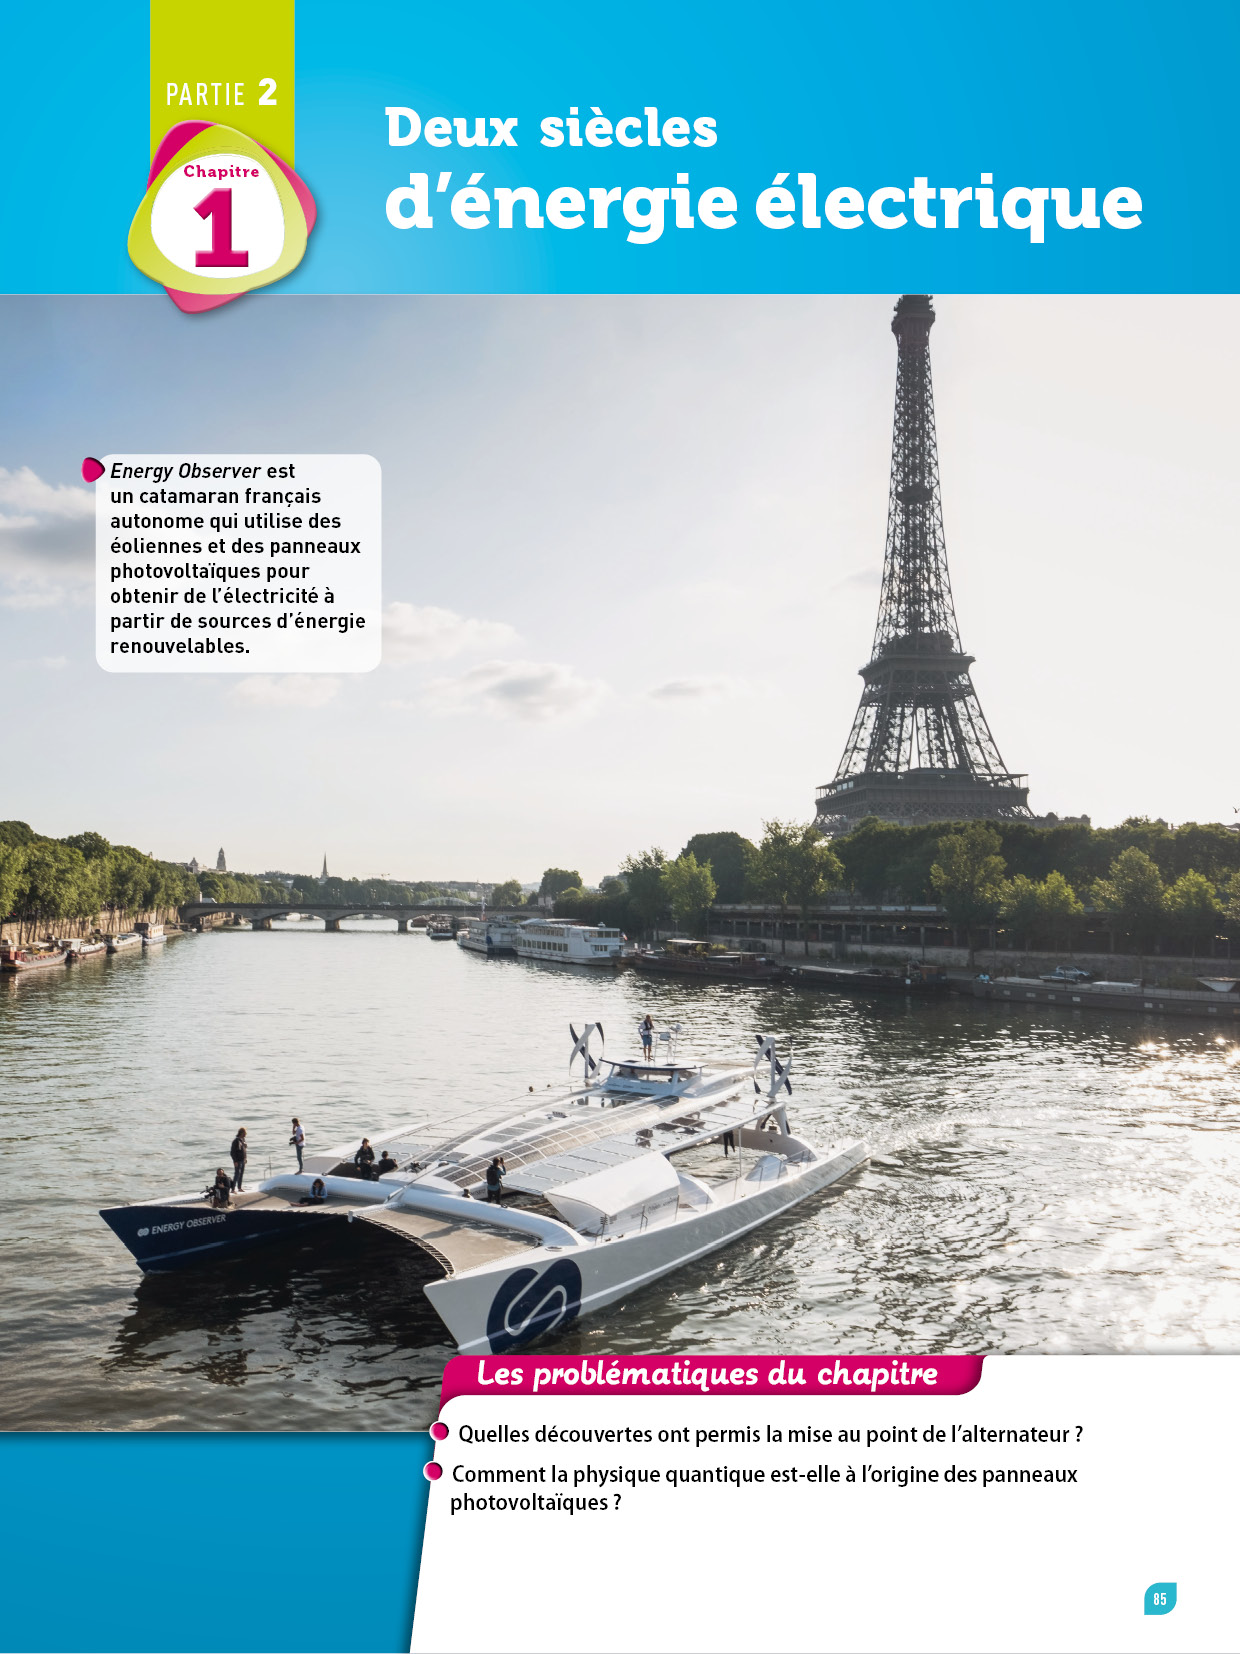 PARTIE 2
Chapitre
1
Deux siècles
d’énergie électrique
Energy Observer est
un catamaran français
autonome qui utilise des
éoliennes et des panneaux
photovoltaïques pour
obtenir de l’électricité à
partir de sources d’énergie
renouvelables.
ENERGY OBSERVER
Les problématiques du chapitre
Quelles découvertes ont permis la mise au point de l’alternateur ?
Comment la physique quantique est-elle à l’origine des panneaux
photovoltaïques ?
85